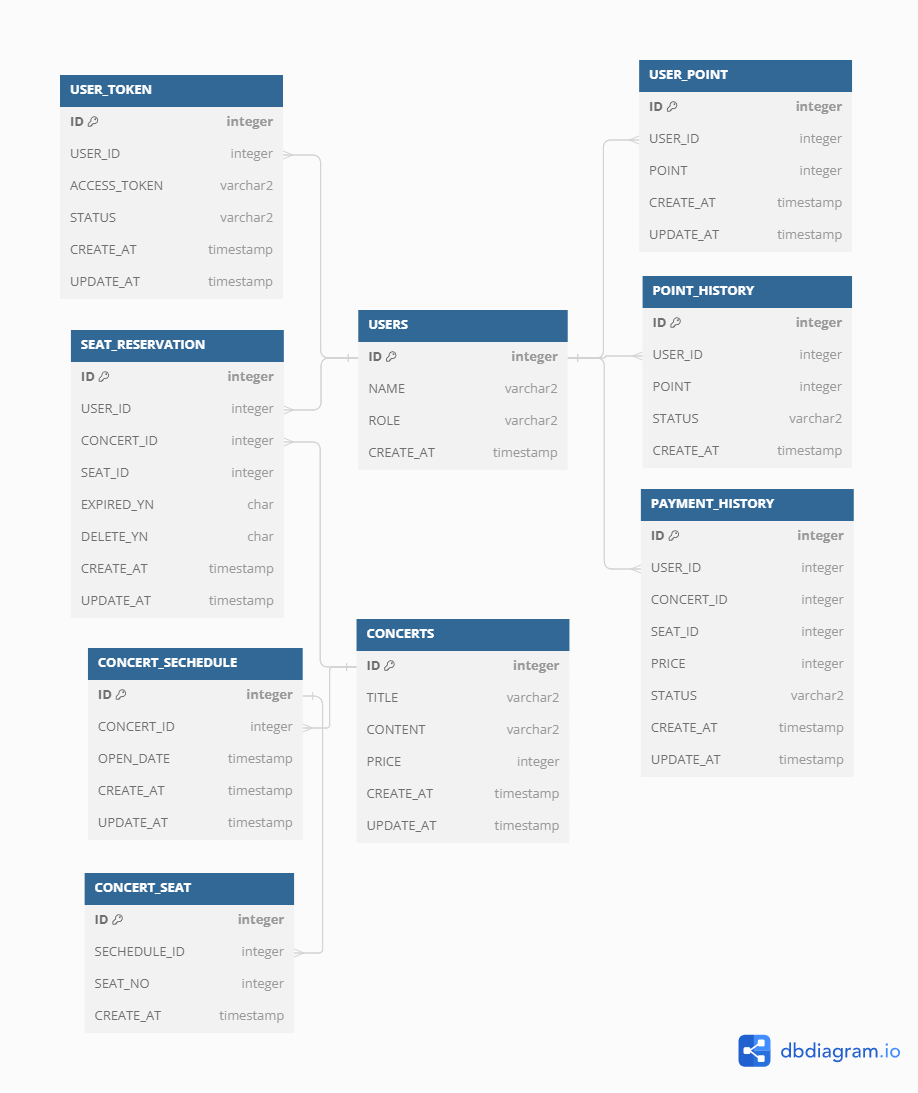 USER_TOKEN
ID integer
USER_ID integer
ACCESS_TOKEN varchar2
STATUS varchar2
CREATE_AT timestamp
UPDATE_AT timestamp
SEAT_RESERVATION
ID integer
USER_ID integer
CONCERT_ID integer
SEAT_ID integer
EXPIRED_YN char
DELETE_YN char
CREATE_AT timestamp
UPDATE_AT timestamp
CONCERT_SECHEDULE
ID integer
CONCERT_ID integer
OPEN_DATE timestamp
CREATE_AT timestamp
UPDATE_AT timestamp
CONCERT_SEAT
ID integer
SECHEDULE_ID integer
SEAT_NO integer
CREATE_AT timestamp
USERS
ID integer
NAME varchar2
ROLE varchar2
CREATE_AT timestamp
CONCERTS
ID integer
TITLE varchar2
CONTENT varchar2
PRICE integer
CREATE_AT timestamp
UPDATE_AT timestamp
USER_POINT
ID integer
USER_ID integer
POINT integer
CREATE_AT timestamp
UPDATE_AT timestamp
POINT_HISTORY
ID integer
USER_ID integer
POINT integer
STATUS varchar2
CREATE_AT timestamp
PAYMENT_HISTORY
ID integer
USER_ID integer
CONCERT_ID integer
SEAT_ID integer
PRICE integer
STATUS varchar2
CREATE_AT timestamp
UPDATE_AT timestamp
dbdiagram.io